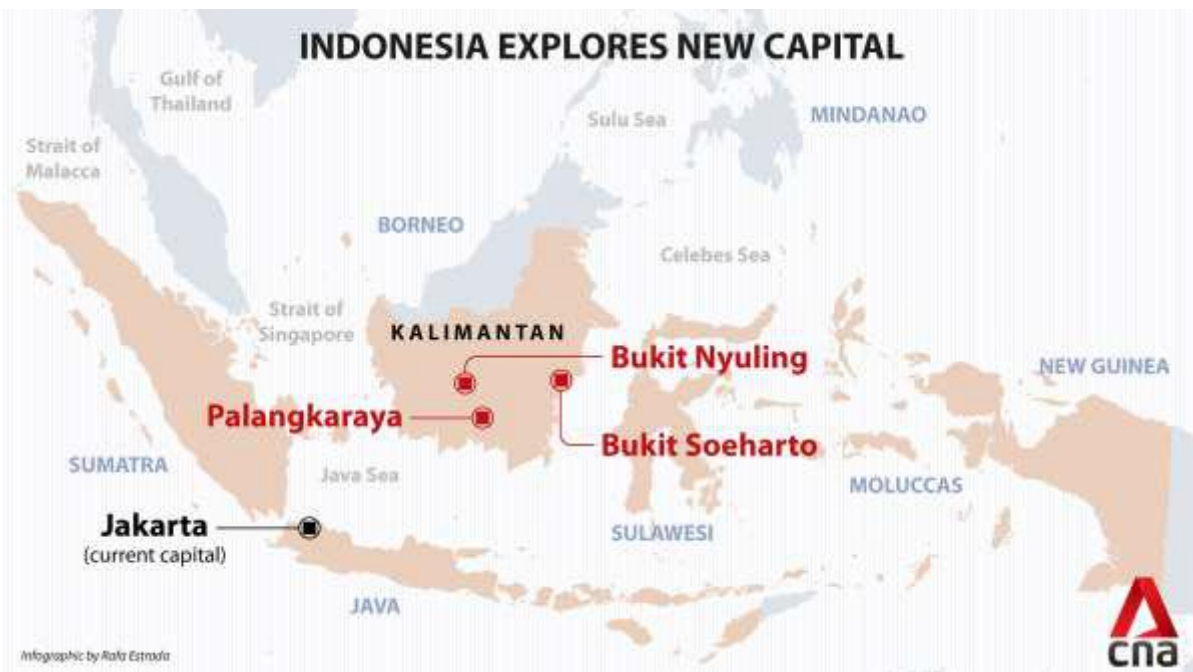 INDONESIA EXPLORES NEW CAPITAL
Gulf of
Thailand
Sulu Sea
MINDANAO
Strait of
Malacca
BORNEO
Celebes Sea
Strait of
Singapore
KALIMANTAN
Bukit Nyuling
NEW GUINEA
Palangkaraya
Bukit Soeharto
SUMATRA
Java Sea
MOLUCCAS
Jakarta
(current capital)
SULAWESI
JAVA
Infographic by Rafa Estrada
cna